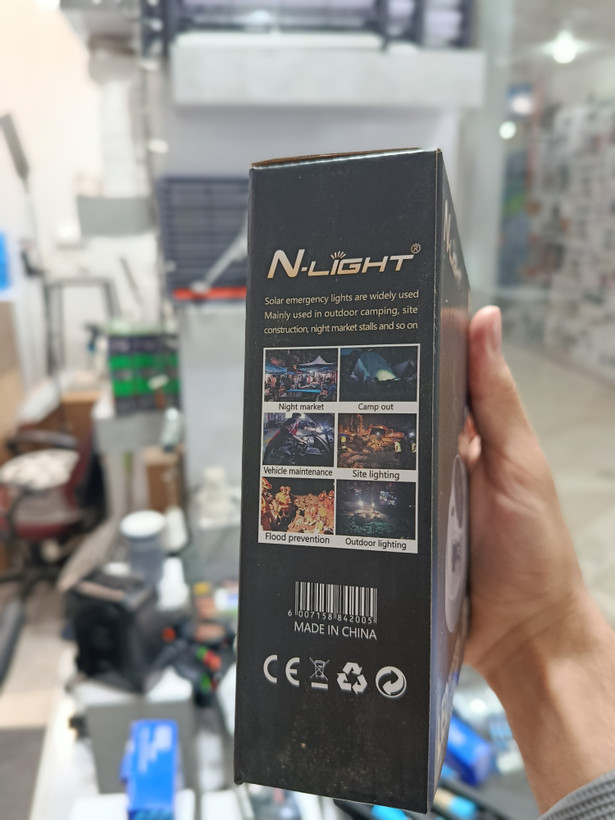 N-LIGHT®
Solar emergency lights are widely used
Mainly used in outdoor camping, site
construction, night market stalls and so on
Night market
Camp out
Vehicle maintenance
Site lighting
Flood prevention
Outdoor lighting
6 007158 842005
MADE IN CHINA
CE
N-LIGHT